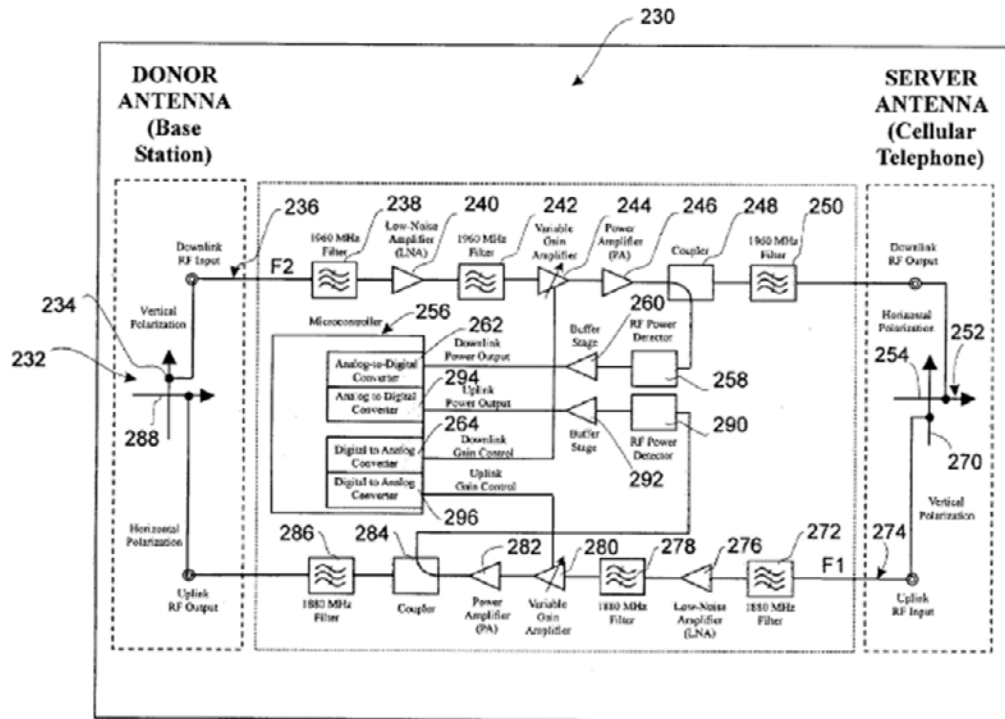 230
DONOR
ANTENNA
(Base
Station)
SERVER
ANTENNA
(Cellular
Telephone)
236
238
240
242
244
246
248
250
Downlink
RF Input
F2
1960 MHz
Filter
Low-Noise
Amplifier
(LNA)
1960 MHz
Filter
Variable
Gain
Amplifier
Power
Amplifier
(PA)
Coupler
1960 MHz
Filter
Downlink
RF Output
234
232
288
Vertical
Polarization
Microcontroller
256
262
Downlink
Power Output
Analog-to-Digital
Converter
294
Analog to Digital
Converter
Uplink
Power Output
264
Digital to Analog
Converter
Downlink
Gain Control
Digital to Analog
Converter
Uplink
Gain Control
296
260
Buffer
Stage
RF Power
Detector
258
290
Buffer
Stage
RF Power
Detector
292
Horizontal
Polarization
254
252
270
Vertical
Polarization
274
Horizontal
Polarization
Uplink
RF Output
286
284
282
280
278
276
272
1880 MHz
Filter
Coupler
Power
Amplifier
(PA)
Variable
Gain
Amplifier
1880 MHz
Filter
Low-Noise
Amplifier
(LNA)
1880 MHz
Filter
F1
Uplink
RF Input